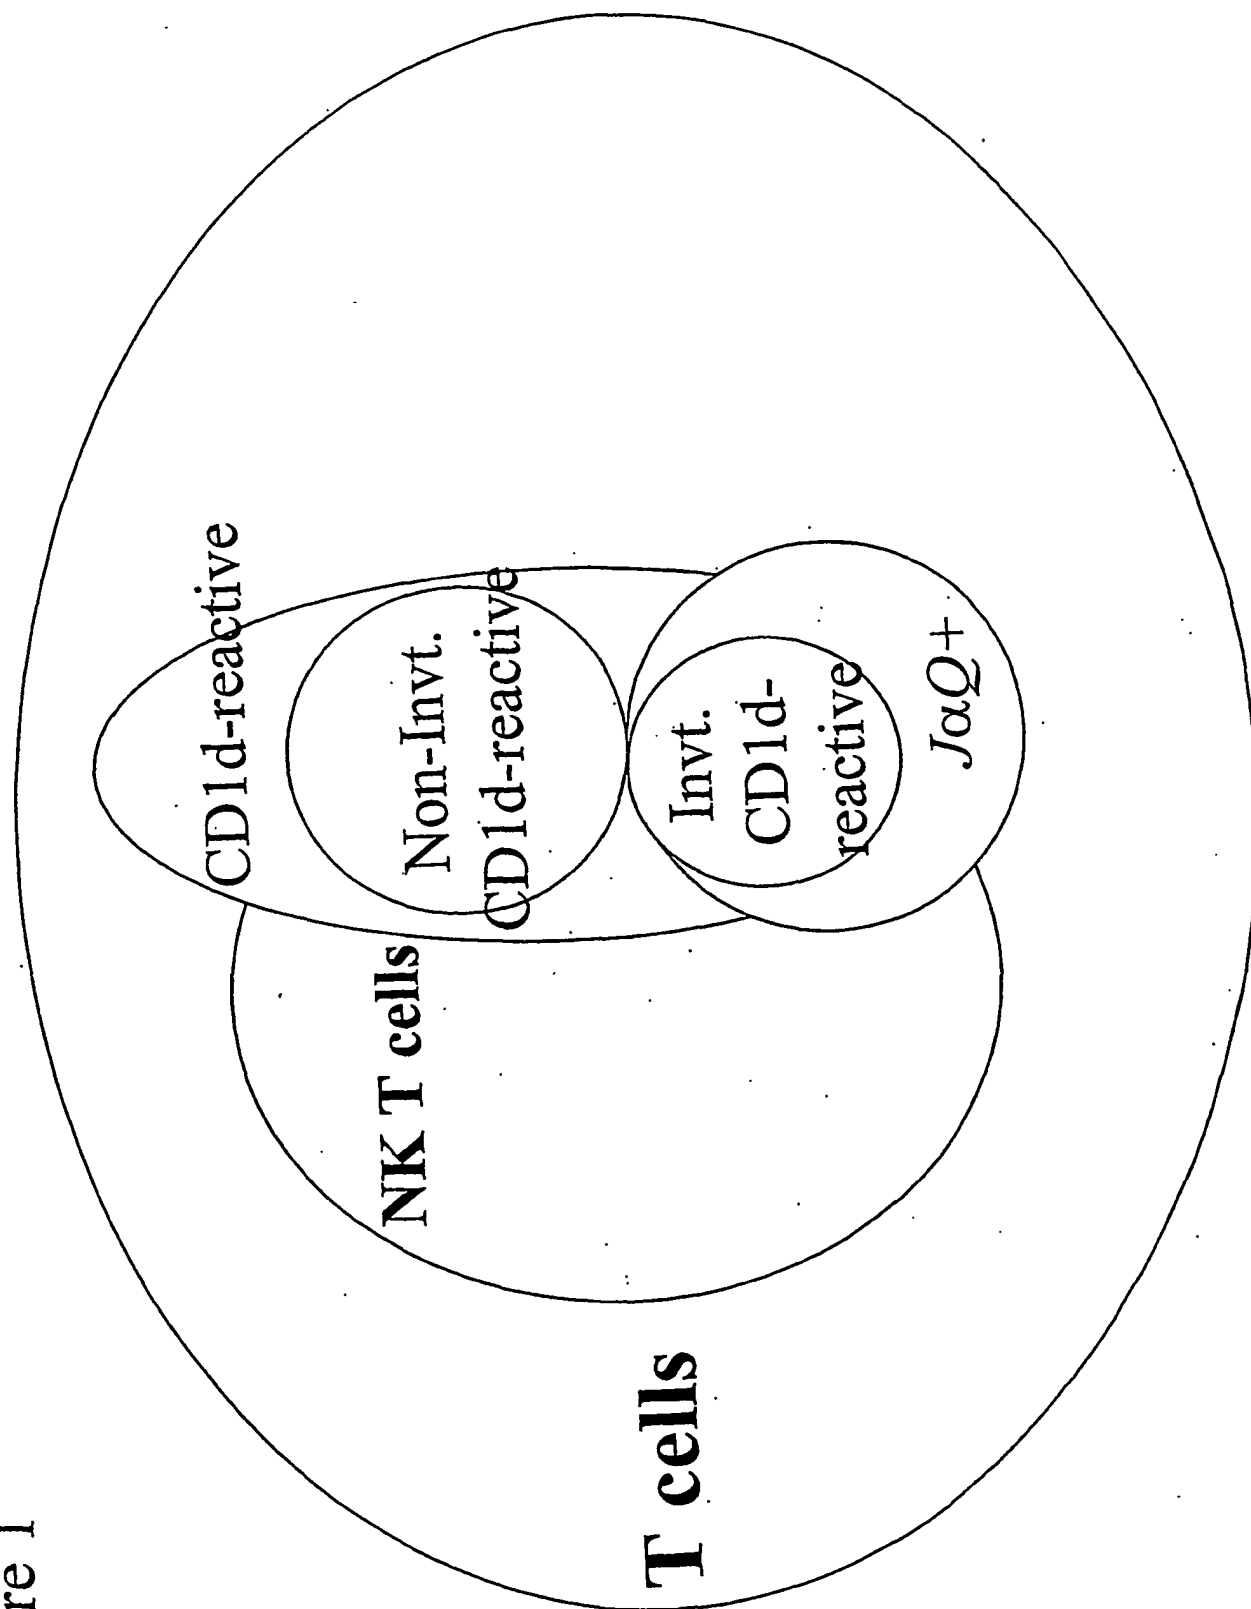 re 1
CD1d-reactive
Non-Invt.
CD1d-reactive
NK T cells
Invt.
CD1d-
reactive
JαQ+
T cells